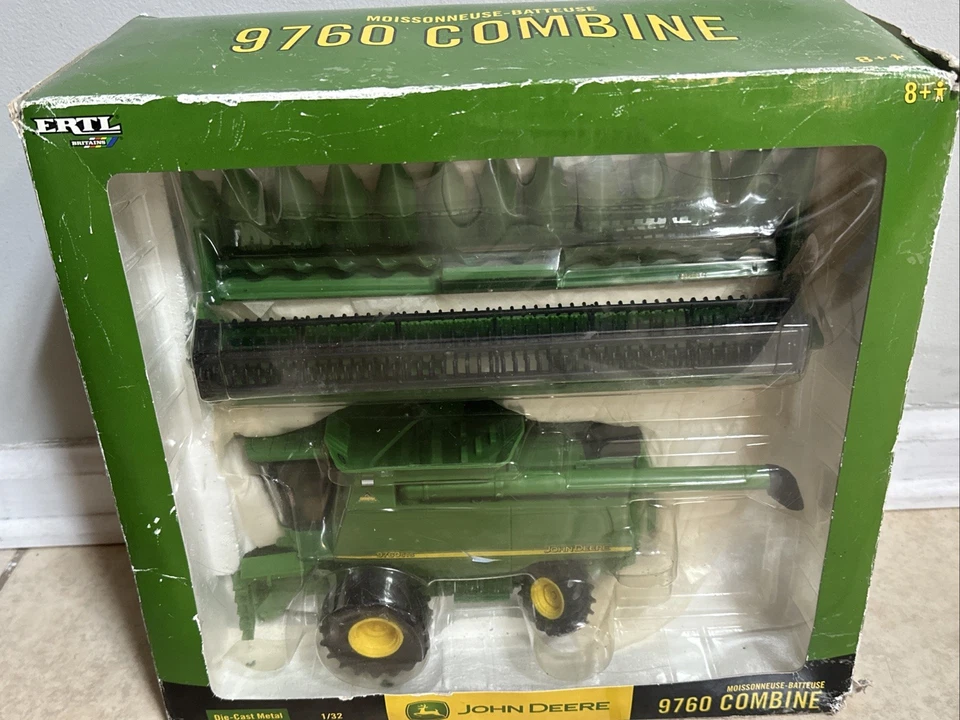 MOISSONNEUSE-BATTEUSE
9760 COMBINE
8+
8+
ERTL
BRITAINS
JOHN DEERE
Die-Cast Metal
1/32
JOHN DEERE
MOISSONNEUSE-BATTEUSE
9760 COMBINE